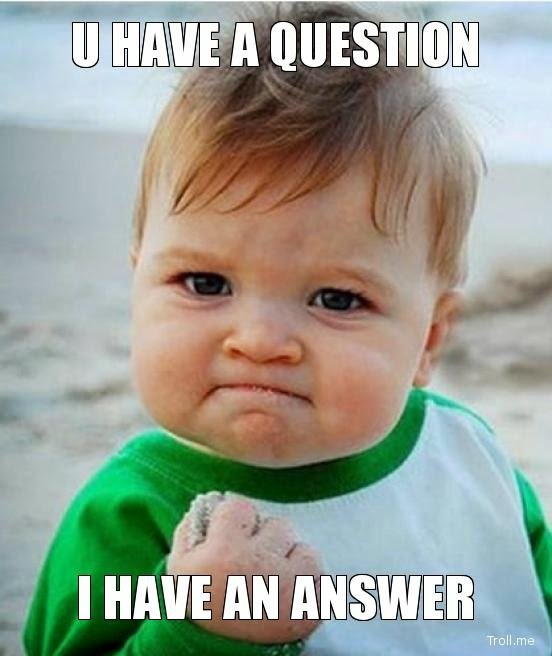 U HAVE A QUESTION
I HAVE AN ANSWER
Troll.me